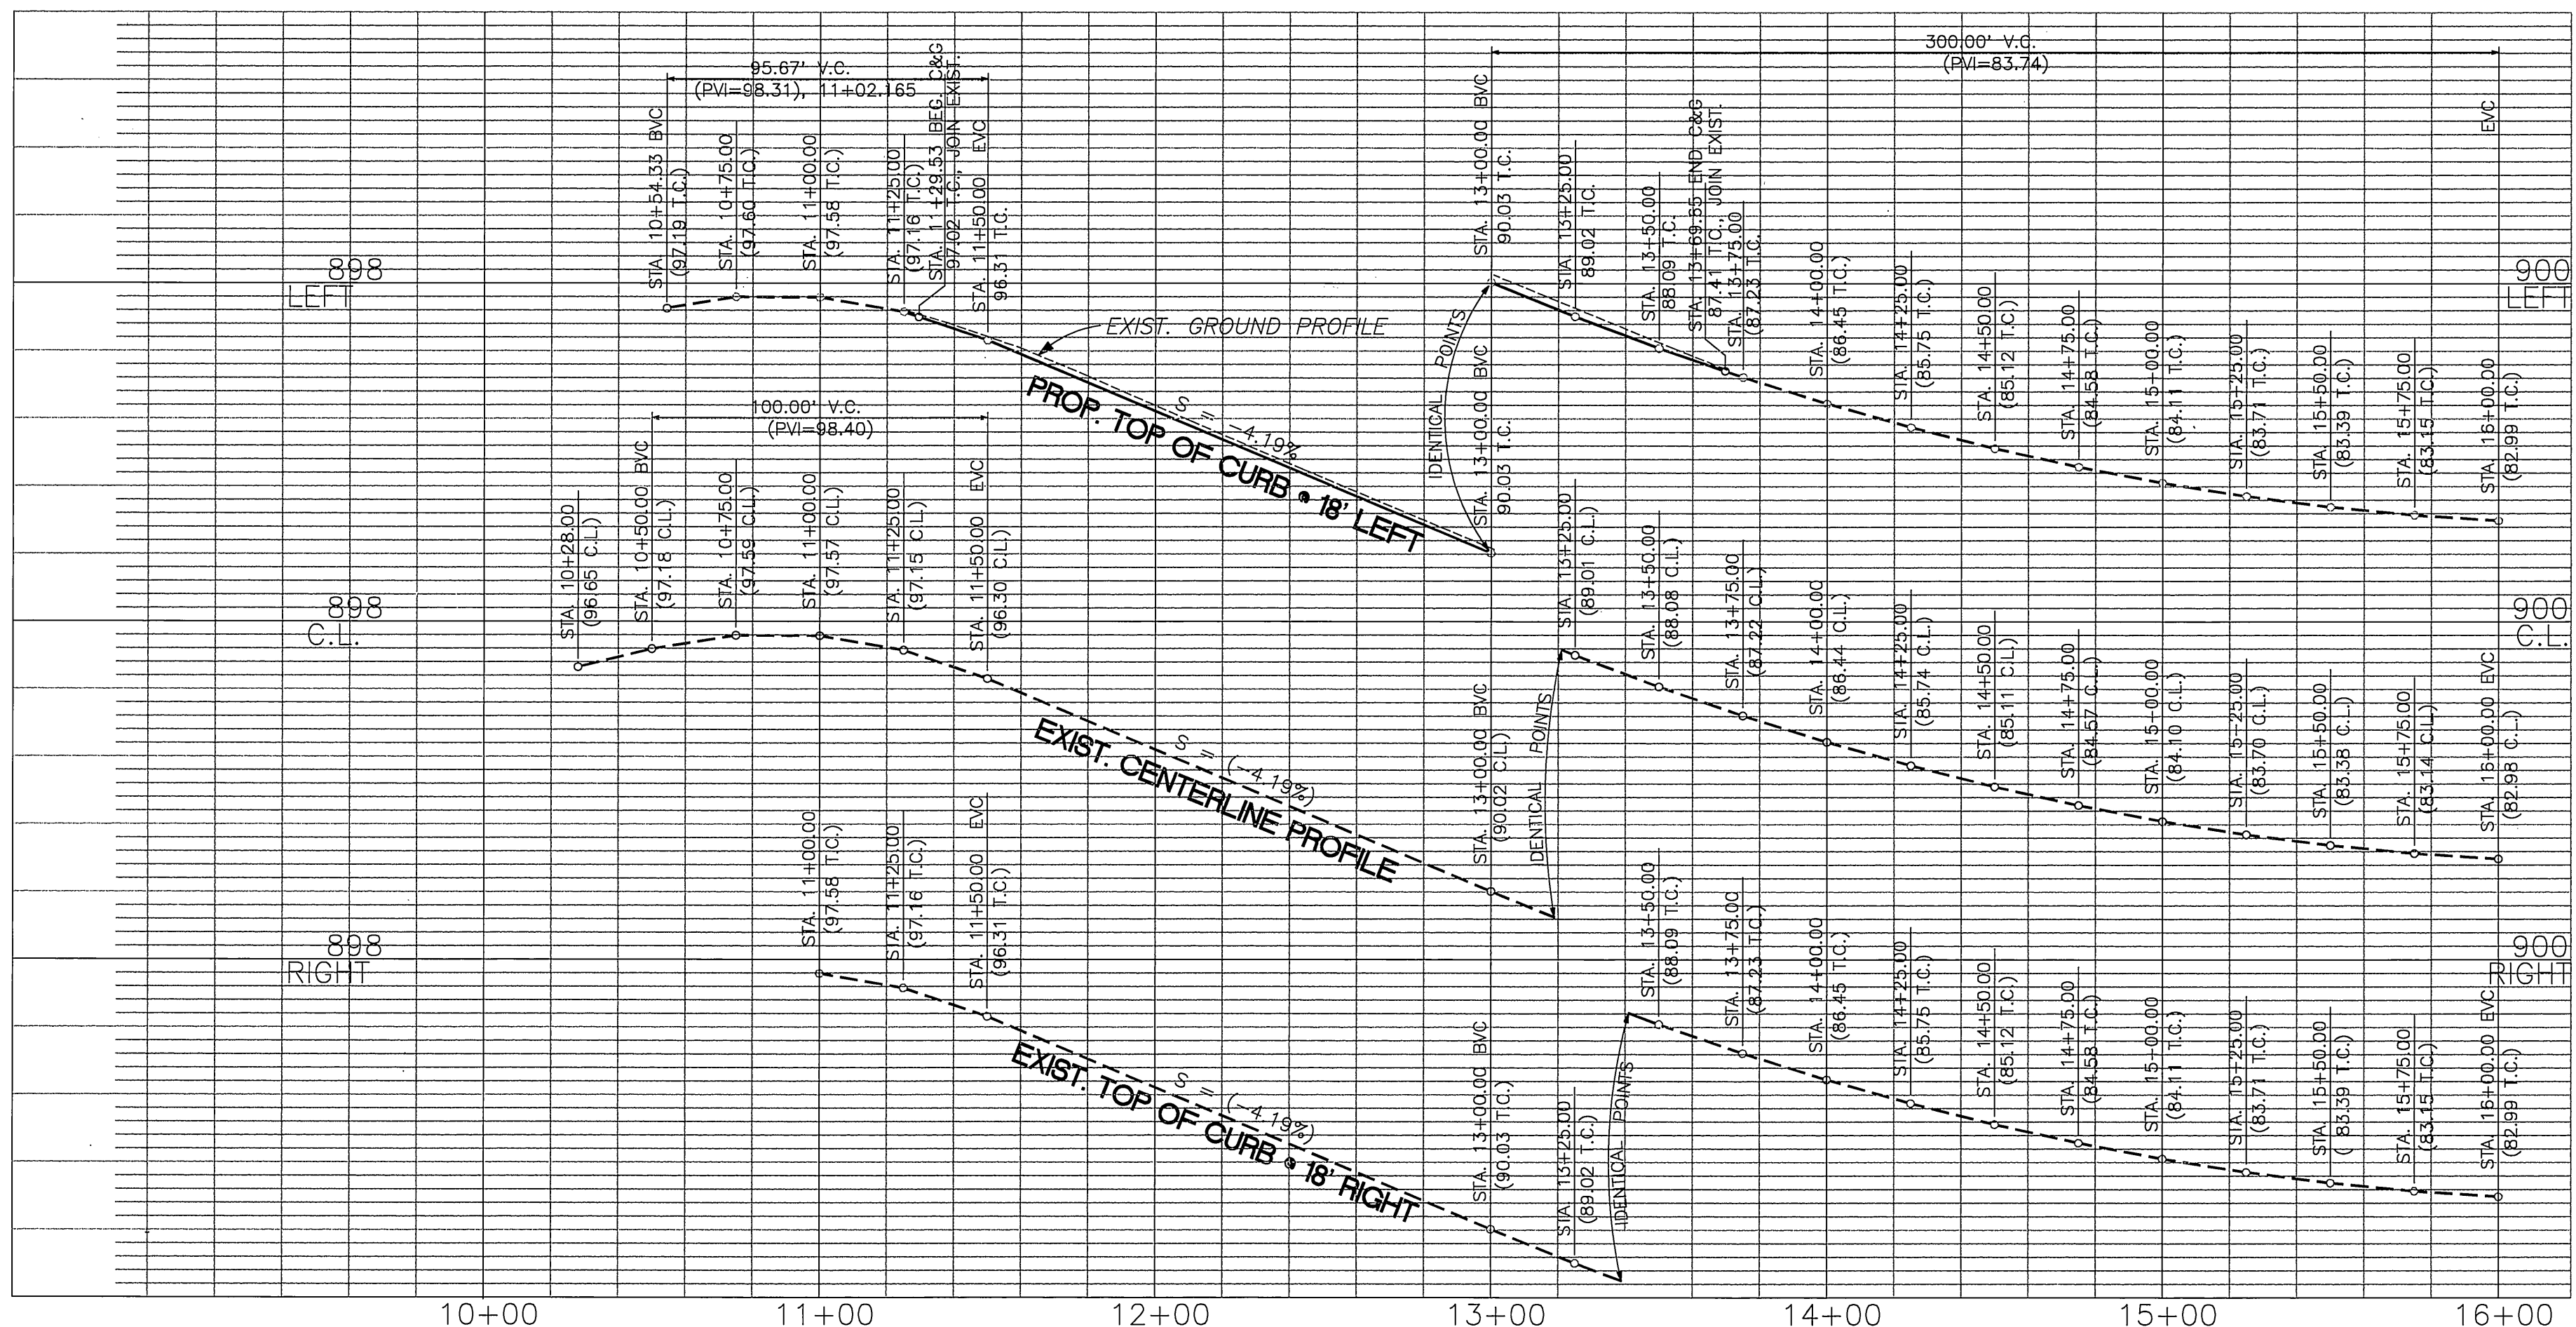 300.00' V.C.
(PVI=83.74)
95.67' V.C.
(PVI=98.31), 11+02.165
STA 10+54.33 BVC
(97.19 T.C.)
STA. 10+75.00
(97.60 T.C.)
STA. 11+00.00
(97.58 T.C.)
STA. 11+25.00
(97.16 T.C.)
STA. 11+29.53 BEG. C&G
97.02 T.C., JOIN EXIST.
STA. 11+50.00 EVC
96.31 T.C.
STA. 13+00.00 BVC
90.03 T.C.
STA 13+25.00
89.02 T.C.
STA. 13+50.00
88.09 T.C.
STA. 13+69.65 END C&G
87.41 T.C., JOIN EXIST.
STA. 13+75.00
(87.23 T.C.
STA. 14+00.00
(86.45 T.C.)
STA. 14+25.00
(85.75 T.C.)
STA. 14+50.00
(85.12 T.C.)
STA. 14+75.00
(84.58 T.C.)
STA. 15+00.00
(84.11 T.C.)
STA. 15+25.00
(83.71 T.C.)
STA. 15+50.00
(83.39 T.C.)
STA. 15+75.00
(83.15 T.C.)
EVC
STA. 16+00.00
(82.99 T.C.)
898
LEFT
900
LEFT
EXIST. GROUND PROFILE
S = -4.19%
PROP. TOP OF CURB @ 18' LEFT
IDENTICAL POINTS
100.00' V.C.
(PVI=98.40)
STA. 10+28.00
(96.65 C.L.)
STA. 10+50.00 BVC
(97.18 C.L.)
STA. 10+75.00
(97.59 C.L.)
STA. 11+00.00
(97.57 C.L.)
STA. 11+25.00
(97.15 C.L.)
STA. 11+50.00 EVC
(96.30 C.L.)
STA. 13+00.00 BVC
90.03 T.C.
STA 13+25.00
(89.01 C.L.)
STA. 13+50.00
(88.08 C.L.)
STA. 13+75.00
(87.22 C.L.)
STA. 14+00.00
(86.44 C.L.)
STA. 14+25.00
(85.74 C.L.)
STA. 14+50.00
(85.11 C.L.)
STA. 14+75.00
(84.57 C.L.)
STA. 15+00.00
(84.10 C.L.)
STA. 15+25.00
(83.70 C.L.)
STA. 15+50.00
(83.38 C.L.)
STA. 15+75.00
(83.14 C.L.)
STA. 16+00.00 EVC
(82.98 C.L.)
898
C.L.
900
C.L.
S = (-4.19%)
EXIST. CENTERLINE PROFILE
STA. 13+00.00 BVC
(90.02 C.L.)
IDENTICAL POINTS
STA. 11+00.00
(97.58 T.C.)
STA. 11+25.00
(97.16 T.C.)
STA. 11+50.00 EVC
(96.31 T.C.)
STA. 13+00.00 BVC
(90.03 T.C.)
STA 13+25.00
(89.02 T.C.)
STA. 13+50.00
(88.09 T.C.)
STA. 13+75.00
(87.23 T.C.)
STA. 14+00.00
(86.45 T.C.)
STA. 14+25.00
(85.75 T.C.)
STA. 14+50.00
(85.12 T.C.)
STA. 14+75.00
(84.58 T.C.)
STA. 15+00.00
(84.11 T.C.)
STA. 15+25.00
(83.71 T.C.)
STA. 15+50.00
(83.39 T.C.)
STA. 15+75.00
(83.15 T.C.)
STA. 16+00.00 EVC
(82.99 T.C.)
898
RIGHT
900
RIGHT
S = (-4.19%)
EXIST. TOP OF CURB @ 18' RIGHT
IDENTICAL POINTS
10+00 11+00 12+00 13+00 14+00 15+00 16+00